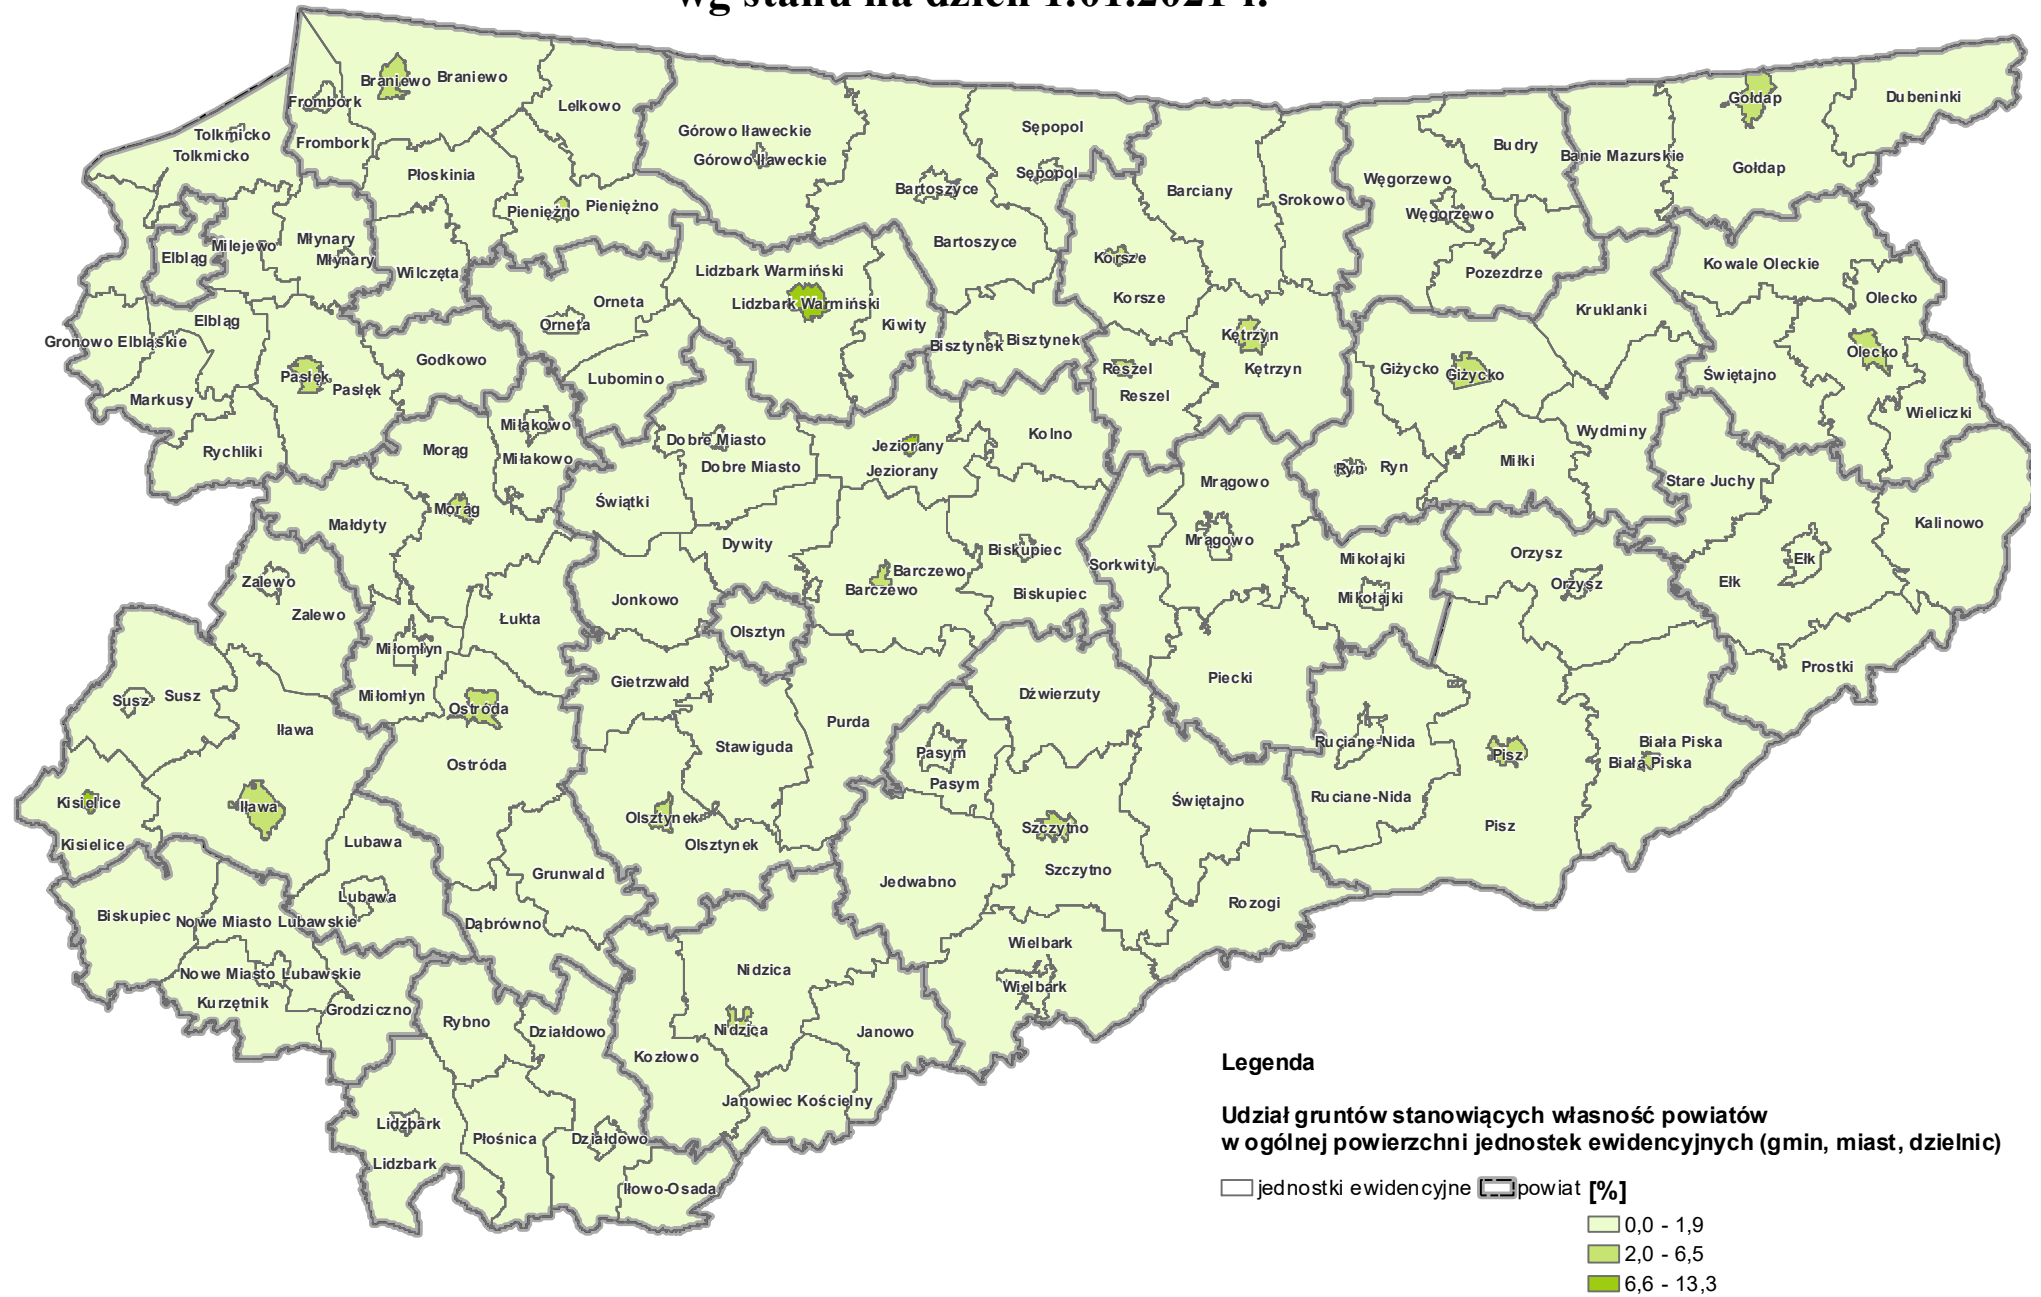 wg stanu na dzień 1.01.2021 r.
Braniewo Braniewo
Frombork
Lelkowo
Tolkmicko
Tolkmicko
Frombork
Górowo Iławeckie
Górowo Iławeckie
Sępopol
Sępopol
Gołdap
Dubeninki
Budry
Banie Mazurskie
Gołdap
Płoskinia
Pieniężno Pieniężno
Bartoszyce
Bartoszyce
Barciany
Srokowo
Węgorzewo
Węgorzewo
Elbląg
Milejewo
Młynary
Młynary
Wilczęta
Lidzbark Warmiński
Lidzbark Warmiński
Korsze
Korsze
Pozezdrze
Kowale Oleckie
Olecko
Orneta
Orneta
Kiwity
Kruklanki
Elbląg
Gronowo Elbląskie
Godkowo
Bisztynek Bisztynek
Kętrzyn
Kętrzyn
Reszel
Reszel
Giżycko Giżycko
Olecko
Świętajno
Wieliczki
Pasłęk
Pasłęk
Markusy
Lubomino
Rychliki
Morąg
Miłakowo
Miłakowo
Dobre Miasto
Dobre Miasto
Jeziorany
Jeziorany
Kolno
Wydminy
Ryn Ryn
Miłki
Stare Juchy
Mrągowo
Mrągowo
Kalinowo
Małdyty
Morąg
Świątki
Dywity
Biskupiec
Biskupiec
Sorkwity
Mikołajki
Mikołajki
Orzysz
Orzysz
Ełk
Ełk
Zalewo
Zalewo
Łukta
Jonkowo
Barczewo
Barczewo
Olsztyn
Miłomłyn
Miłomłyn
Gietrzwałd
Dźwierzuty
Piecki
Prostki
Susz Susz
Iława
Ostróda
Ostróda
Stawiguda
Purda
Pasym
Pasym
Ruciane-Nida
Ruciane-Nida
Pisz
Pisz
Biała Piska
Biała Piska
Kisielice
Kisielice
Iława
Lubawa
Lubawa
Olsztynek
Olsztynek
Szczytno
Szczytno
Świętajno
Grunwald
Jedwabno
Rozogi
Biskupiec
Nowe Miasto Lubawskie
Dąbrówno
Wielbark
Wielbark
Nowe Miasto Lubawskie
Kurzętnik
Grodziczno
Nidzica
Nidzica
Rybno
Działdowo
Janowo
Kozłowo
Janowiec Kościelny
Lidzbark
Lidzbark
Płośnica
Działdowo
Iłowo-Osada
Legenda
Udział gruntów stanowiących własność powiatów
w ogólnej powierzchni jednostek ewidencyjnych (gmin, miast, dzielnic)
jednostki ewidencyjne powiat [%]
0,0 - 1,9
2,0 - 6,5
6,6 - 13,3